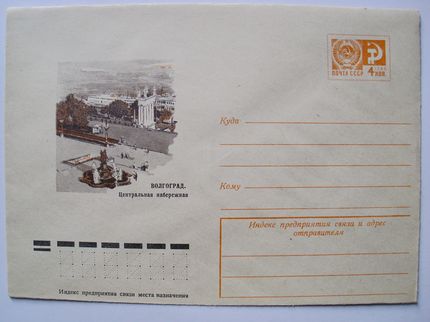 ПОЧТА СССР
4 КОП.
Куда
Кому
ВОЛГОГРАД.
Центральная набережная
Индекс предприятия связи и адрес
отправителя
Индекс предприятия связи места назначения